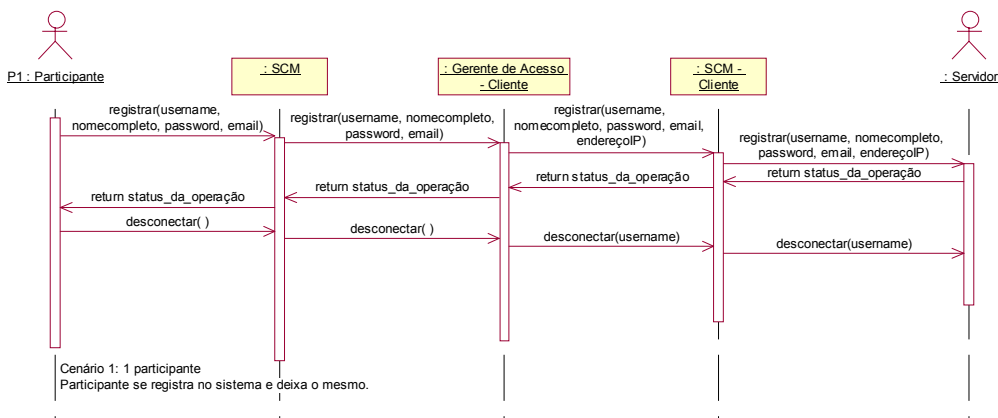 P1 : Participante
: SCM
: Gerente de Acesso
- Cliente
: SCM -
Cliente
: Servidor
registrar(username,
nomecompleto, password, email)
registrar(username, nomecompleto,
password, email)
registrar(username,
nomecompleto, password, email,
endereçoIP)
registrar(username, nomecompleto,
password, email, endereçoIP)
return status_da_operação
return status_da_operação
return status_da_operação
return status_da_operação
desconectar( )
desconectar( )
desconectar(username)
desconectar(username)
Cenário 1: 1 participante
Participante se registra no sistema e deixa o mesmo.